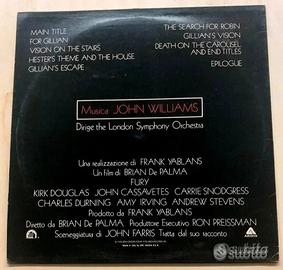 MAIN TITLE
FOR GILLIAN
VISION ON THE STAIRS
HESTER'S THEME AND THE HOUSE
GILLIAN'S ESCAPE
THE SEARCH FOR ROBIN
GILLIAN'S VISION
DEATH ON THE CAROUSEL
AND END TITLES
EPILOGUE
Musica: JOHN WILLIAMS
Dirige the London Symphony Orchestra
Una realizzazione di FRANK YABLANS
Un film di BRIAN De PALMA
FURY
KIRK DOUGLAS JOHN CASSAVETES CARRIE SNODGRESS
CHARLES DURNING AMY IRVING ANDREW STEVENS
Prodotto da FRANK YABLANS
Diretto da BRIAN De PALMA Produttore Esecutivo RON PREISSMAN
Sceneggiatura di JOHN FARRIS Tratta dal suo racconto
subito